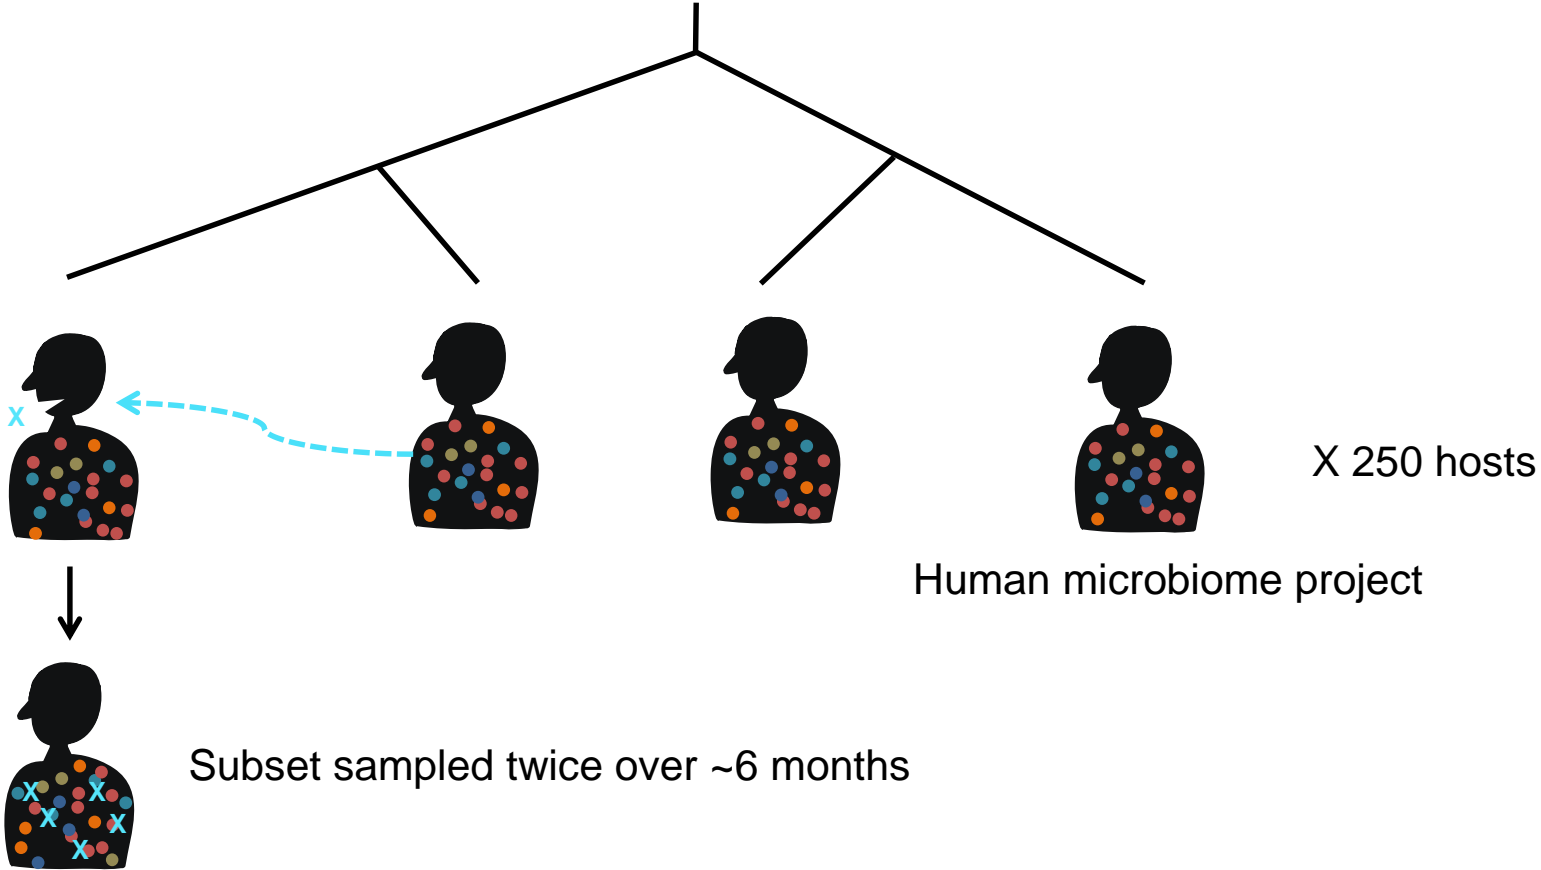 X
X 250 hosts
Human microbiome project
Subset sampled twice over ~6 months
X
X
X
X
X